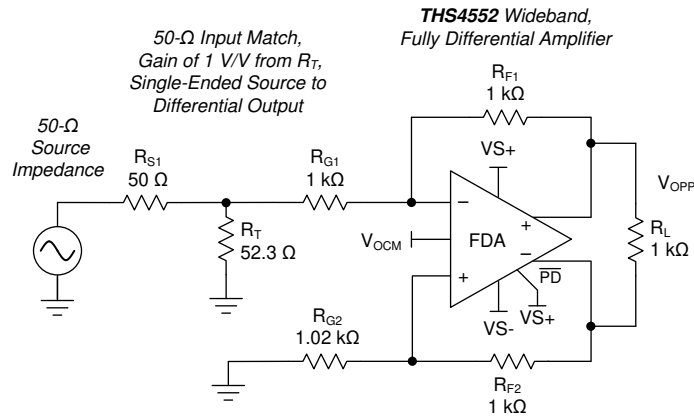 THS4552 Wideband,
Fully Differential Amplifier
50-Ω Input Match,
Gain of 1 V/V from RT,
Single-Ended Source to
Differential Output
50-Ω
Source
Impedance
RS1
50 Ω
RT
52.3 Ω
RG1
1 kΩ
RF1
1 kΩ
VS+
−
+
VOCM
FDA
+
−
PD
VS+
VS-
VOPP
RL
1 kΩ
RG2
1.02 kΩ
RF2
1 kΩ